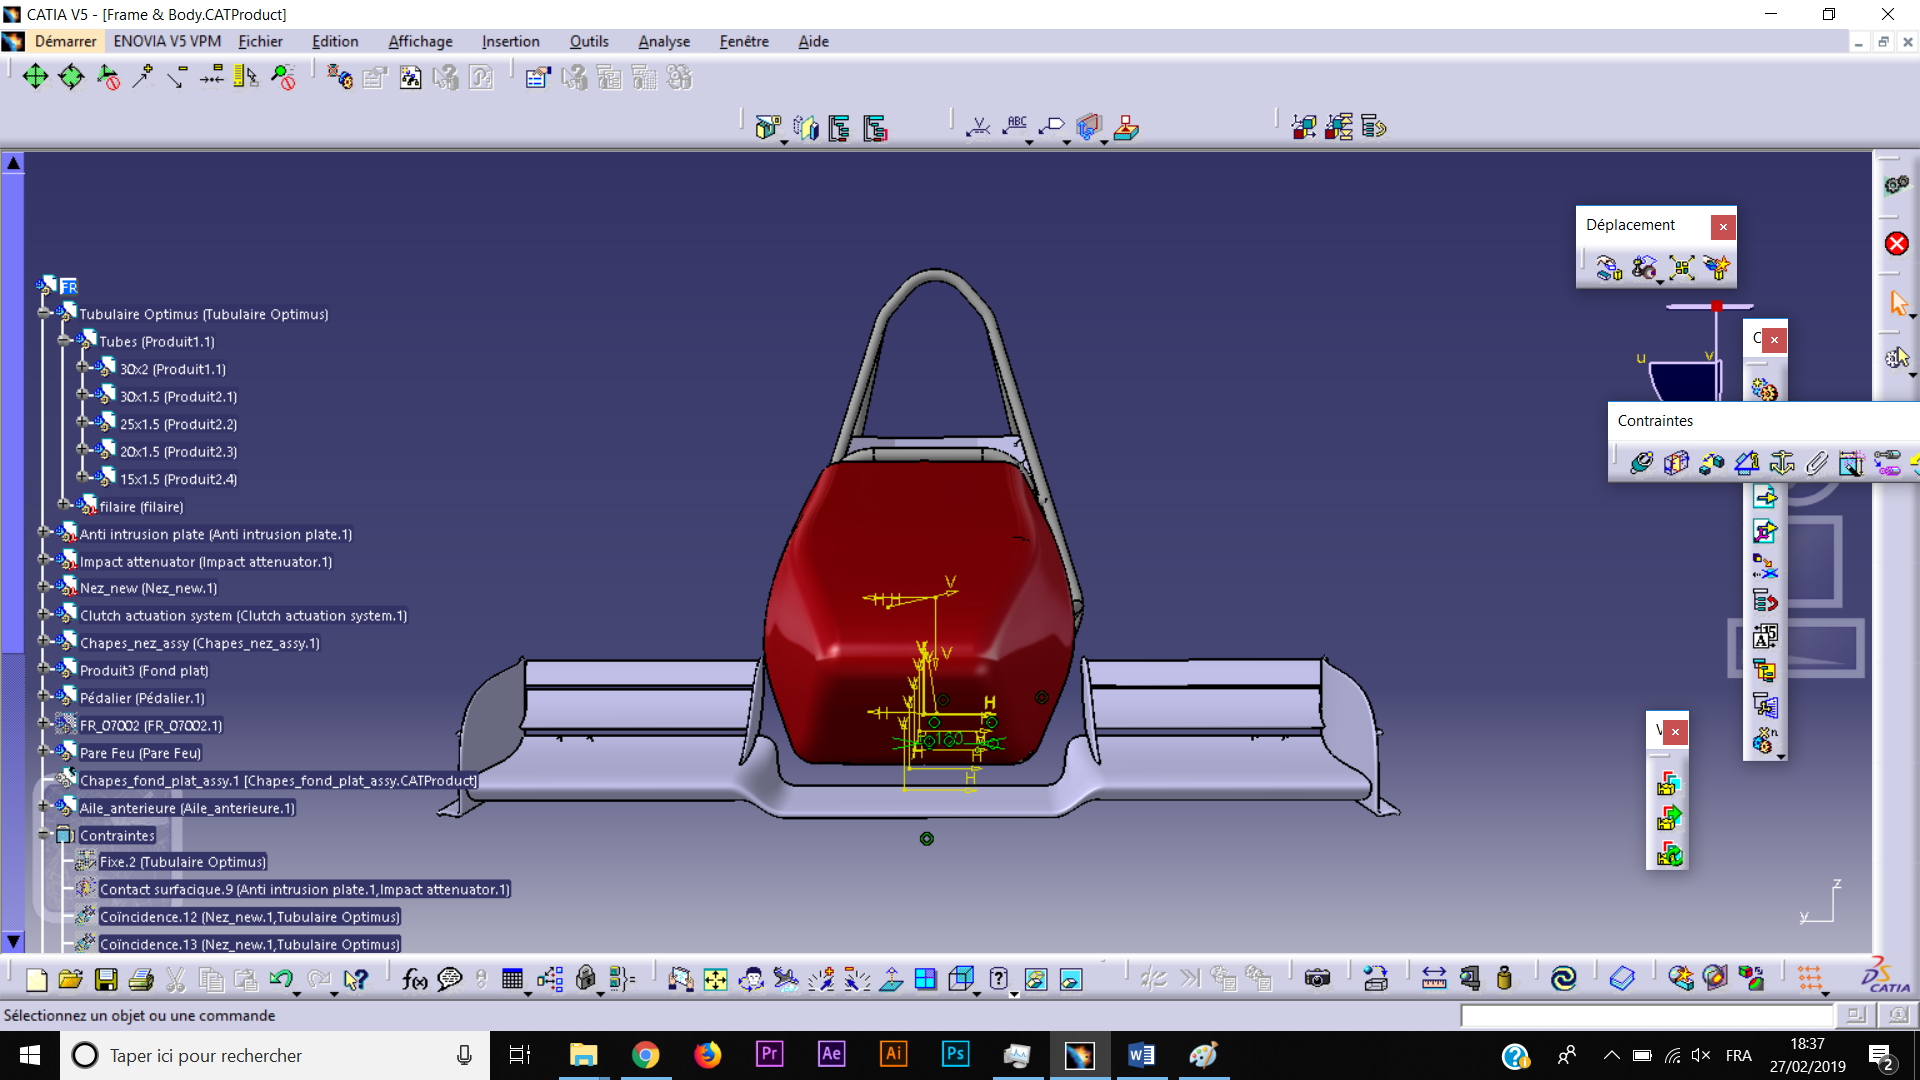 CATIA V5 - [Frame & Body.CATProduct]
Démarrer ENOVIA V5 VPM Fichier Edition Affichage Insertion Outils Analyse Fenêtre Aide
ABC
Déplacement
FR
Tubulaire Optimus (Tubulaire Optimus)
Tubes (Produit1.1)
30x2 (Produit1.1)
30x1.5 (Produit2.1)
25x1.5 (Produit2.2)
20x1.5 (Produit2.3)
15x1.5 (Produit2.4)
filaire (filaire)
Anti intrusion plate (Anti intrusion plate.1)
Impact attenuator (Impact attenuator.1)
Nez_new (Nez_new.1)
Clutch actuation system (Clutch actuation system.1)
Chapes_nez_assy (Chapes_nez_assy.1)
Produit3 (Fond plat)
Pédalier (Pédalier.1)
FR_07002 (FR_07002.1)
Pare Feu (Pare Feu)
Chapes_fond_plat_assy.1 [Chapes_fond_plat_assy.CATProduct]
Aile_anterieure (Aile_anterieure.1)
Contraintes
Fixe.2 (Tubulaire Optimus)
Contact surfacique.9 (Anti intrusion plate.1,Impact attenuator.1)
Coïncidence.12 (Nez_new.1,Tubulaire Optimus)
Coïncidence.13 (Nez_new.1,Tubulaire Optimus)
u
v
C
Contraintes
V
V
V
H
H
H
z
y
f(x)
CATIA
Sélectionnez un objet ou une commande
Taper ici pour rechercher
Pr Ae Ai Ps
FRA
18:37
27/02/2019
2